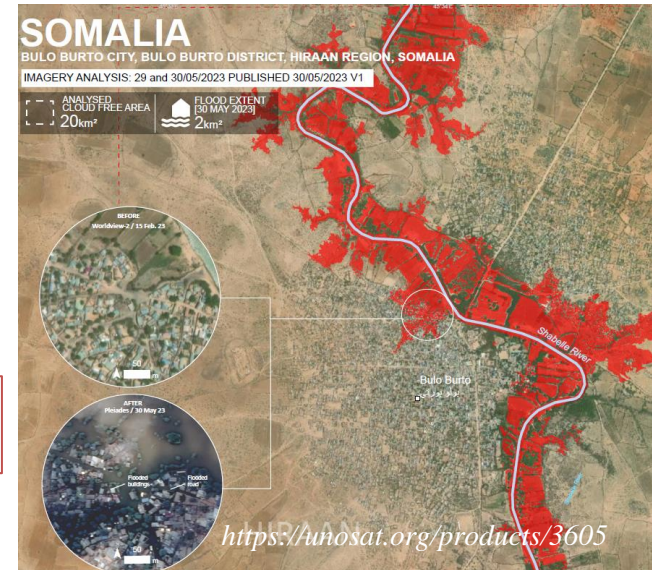 SOMALIA
BULO BURTO CITY, BULO BURTO DISTRICT, HIRAAN REGION, SOMALIA
IMAGERY ANALYSIS: 29 and 30/05/2023 PUBLISHED 30/05/2023 V1
ANALYSED
CLOUD FREE AREA
20km²
FLOOD EXTENT
[30 MAY 2023]
2km²
BEFORE
Worldview-2 / 15 Feb. 23
50
m
Shabelle River
Bulo Burto
AFTER
Pleiades / 30 May 23
Flooded
buildings
Flooded
road
50
m
HIRAAN
https://unosat.org/products/3605